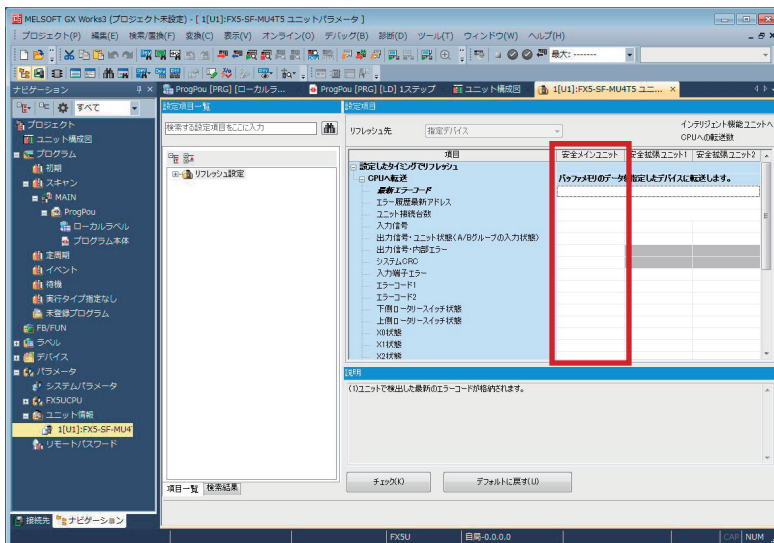 MELSOFT GX Works3 (プロジェクト未設定) - [ 1[U1]:FX5-SF-MU4T5 ユニットパラメータ ]
プロジェクト(P) 編集(E) 検索/置換(F) 変換(C) 表示(V) オンライン(O) デバッグ(B) 診断(D) ツール(T) ウィンドウ(W) ヘルプ(H)
最大: -------
ナビゲーション
ProgPou [PRG] [ローカルラ...
ProgPou [PRG] [LD] 1ステップ
ユニット構成図
1[U1]:FX5-SF-MU4T5 ユニ...
すべて
プロジェクト
ユニット構成図
プログラム
初期
スキャン
MAIN
ProgPou
ローカルラベル
プログラム本体
定周期
イベント
待機
実行タイプ指定なし
未登録プログラム
FB/FUN
ラベル
デバイス
パラメータ
システムパラメータ
FX5UCPU
ユニット情報
1[U1]:FX5-SF-MU4
リモートパスワード
接続先 ナビゲーション
設定項目一覧
検索する設定項目をここに入力
リフレッシュ設定
項目一覧 検索結果
設定項目
リフレッシュ先 指定デバイス
インテリジェント機能ユニットへ
CPUへの転送数
項目 安全メインユニット 安全拡張ユニット1 安全拡張ユニット2
設定したタイミングでリフレッシュ
CPUへ転送 バッファメモリのデータを指定したデバイスに転送します。
最新エラーコード
エラー履歴最新アドレス
ユニット接続台数
入力信号
出力信号・ユニット状態(A/Bグループの入力状態)
出力信号・内部エラー
システムCRC
入力端子エラー
エラーコード1
エラーコード2
下側ロータリースイッチ状態
上側ロータリースイッチ状態
X0状態
X1状態
X2状態
説明
(1)ユニットで検出した最新のエラーコードが格納されます。
チェック(K) デフォルトに戻す(U)
FX5U 自局-0.0.0.0 CAP NUM